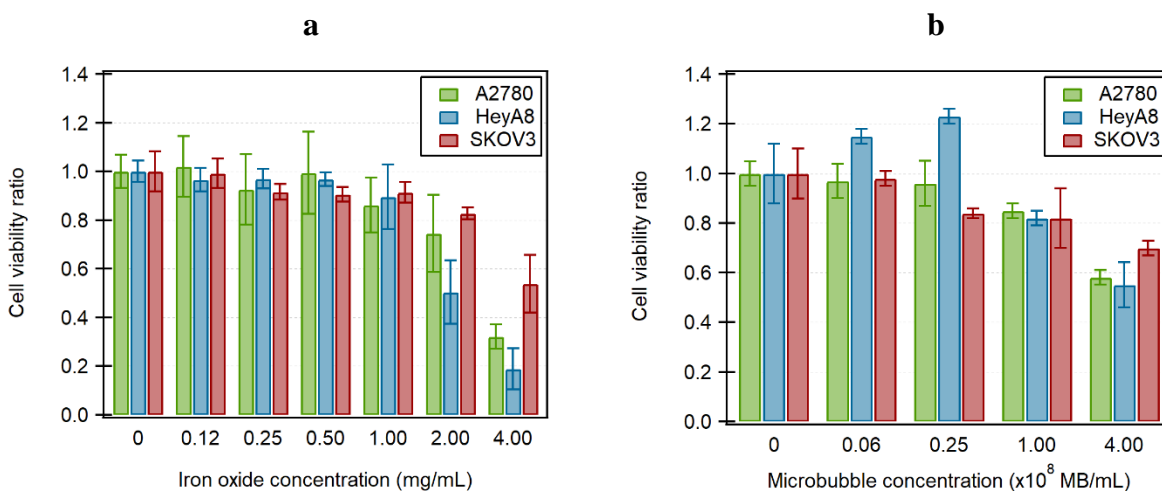 a
1.4
1.2
1.0
0.8
0.6
0.4
0.2
0.0
Cell viability ratio
A2780
HeyA8
SKOV3
0 0.12 0.25 0.50 1.00 2.00 4.00
Iron oxide concentration (mg/mL)
b
1.4
1.2
1.0
0.8
0.6
0.4
0.2
0.0
Cell viability ratio
A2780
HeyA8
SKOV3
0 0.06 0.25 1.00 4.00
Microbubble concentration (x10⁸ MB/mL)